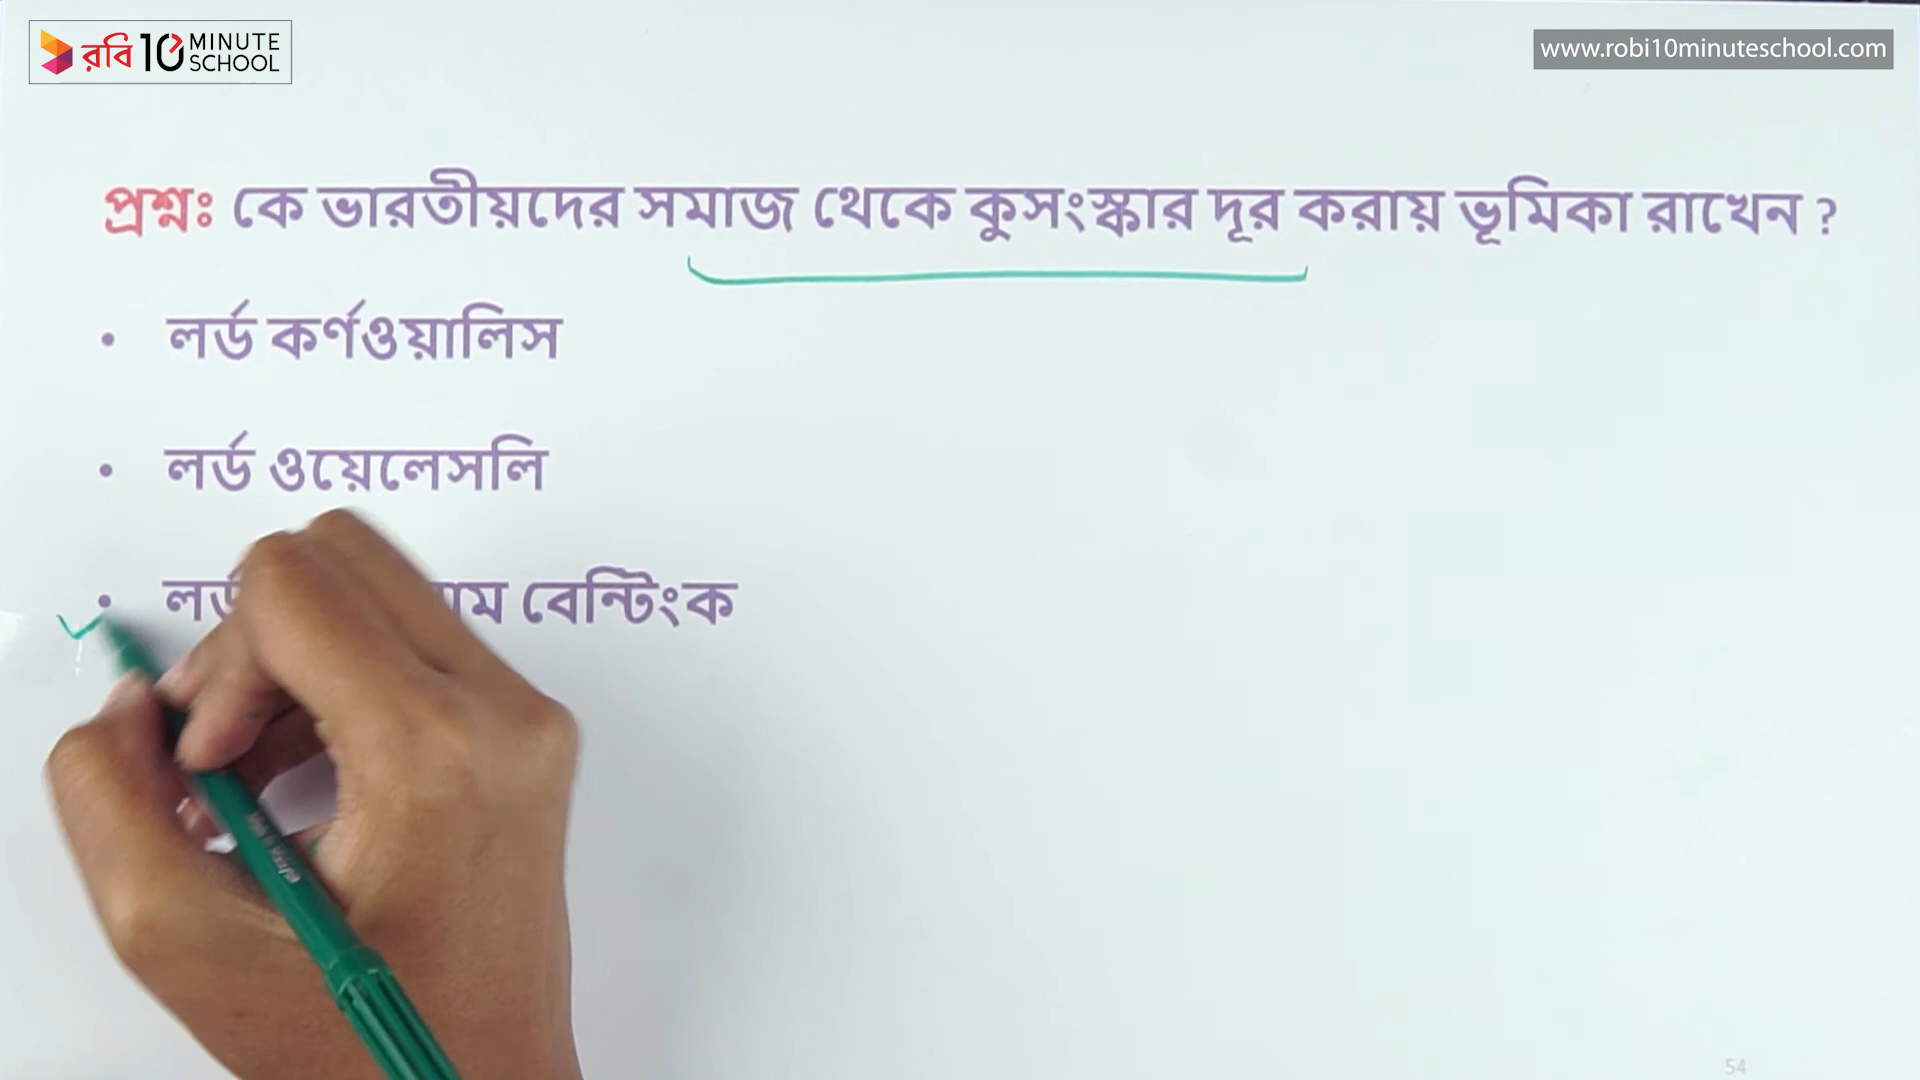 রবি 10 MINUTE SCHOOL
www.robi10minuteschool.com
প্রশ্নঃ কে ভারতীয়দের সমাজ থেকে কুসংস্কার দূর করায় ভূমিকা রাখেন ?
• লর্ড কর্ণওয়ালিস
• লর্ড ওয়েলেসলি
• লর্ড বেন্টিংক
54